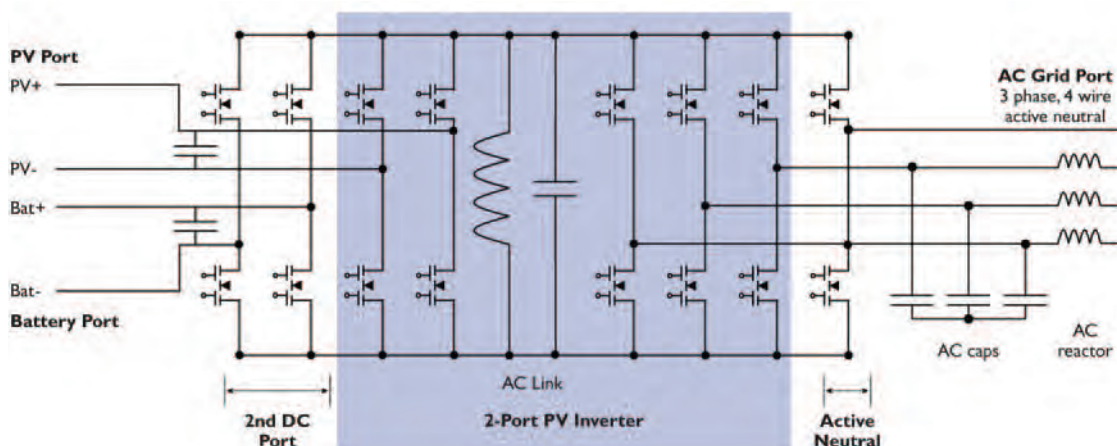 PV Port
PV+
PV-
Bat+
Bat-
Battery Port
AC Grid Port
3 phase, 4 wire
active neutral
AC caps
AC
reactor
AC Link
2nd DC
Port
2-Port PV Inverter
Active
Neutral